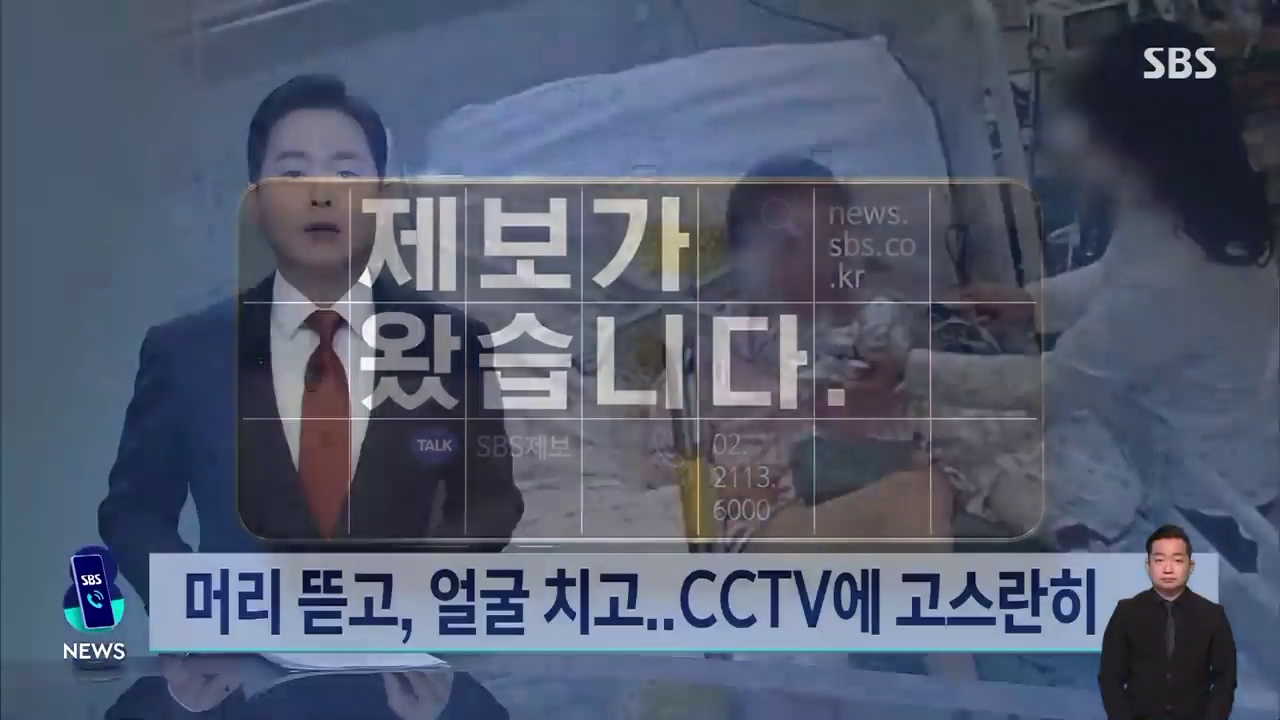 SBS
제보가
왔습니다.
news.
sbs.co
.kr
TALK SBS제보
02.
2113.
6000
SBS
NEWS
머리 뜯고, 얼굴 치고..CCTV에 고스란히